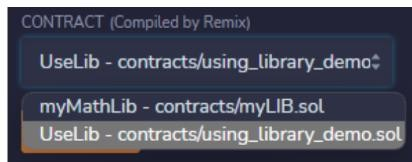 CONTRACT (Compiled by Remix)
UseLib - contracts/using_library_demo
myMathLib - contracts/myLIB.sol
UseLib - contracts/using_library_demo.sol